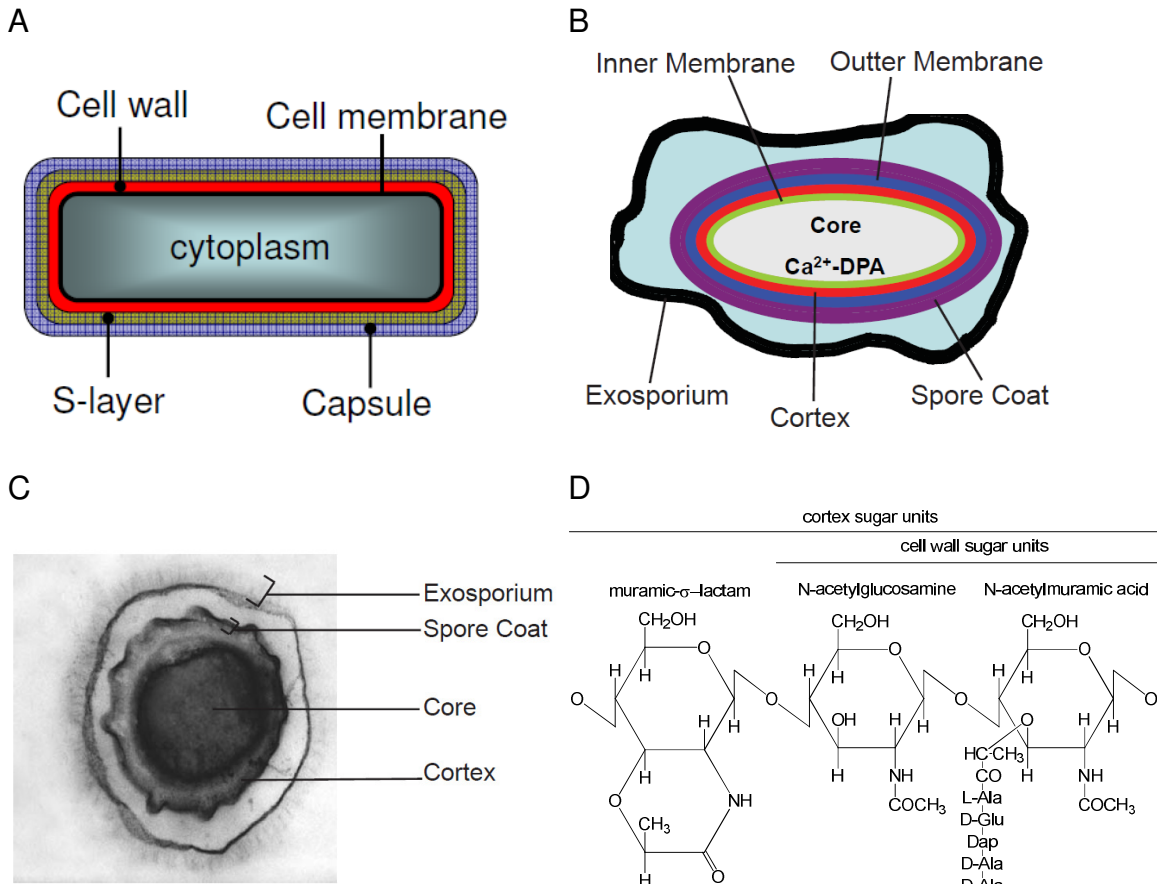 A
Cell wall
Cell membrane
cytoplasm
S-layer
Capsule
B
Inner Membrane
Outter Membrane
Core
Ca²⁺-DPA
Exosporium
Cortex
Spore Coat
C
Exosporium
Spore Coat
Core
Cortex
D
cortex sugar units
cell wall sugar units
muramic-σ–lactam
N-acetylglucosamine
N-acetylmuramic acid
CH₂OH
CH₂OH
CH₂OH
O
O
O
H
H
H
H
H
H
O
O
O
O
H
H
H
OH
H
H
H
H
O
H
H
H
H
HC-CH₃
O
NH
NH
CO
NH
CH₃
COCH₃
L-Ala
COCH₃
D-Glu
Dap
H
O
D-Ala
D-Ala